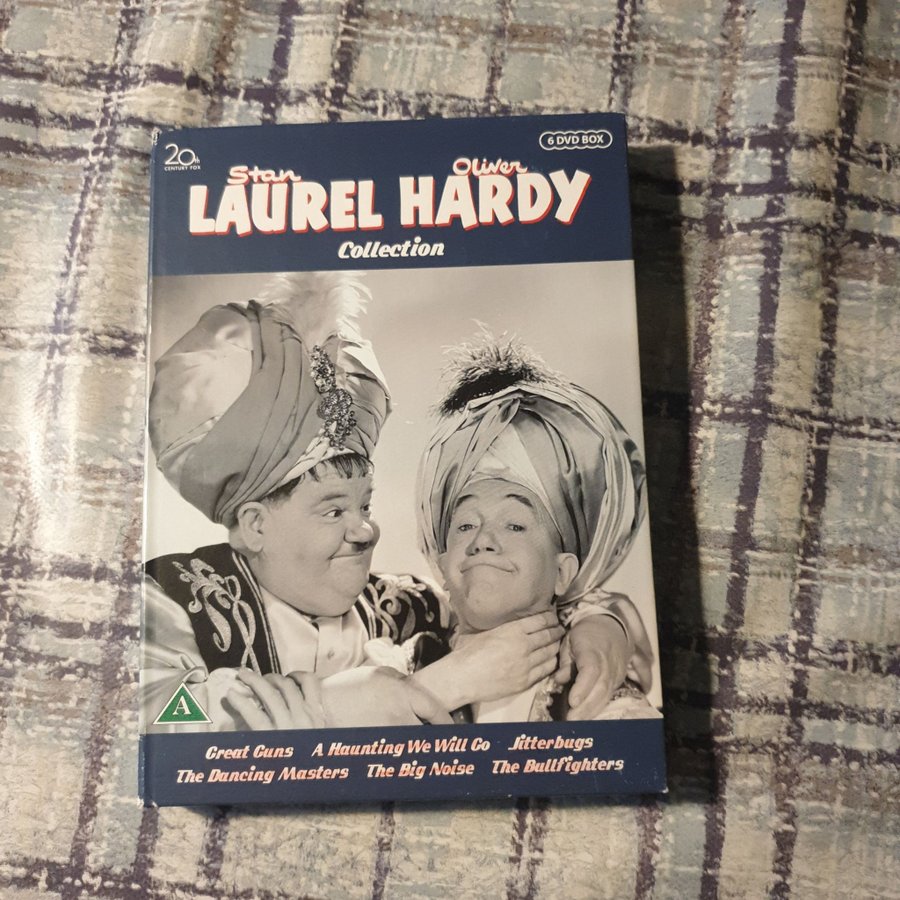 20th
CENTURY FOX
6 DVD BOX
Stan Oliver
LAUREL HARDY
Collection
A
Great Guns A Haunting We Will Go Jitterbugs
The Dancing Masters The Big Noise The Bullfighters